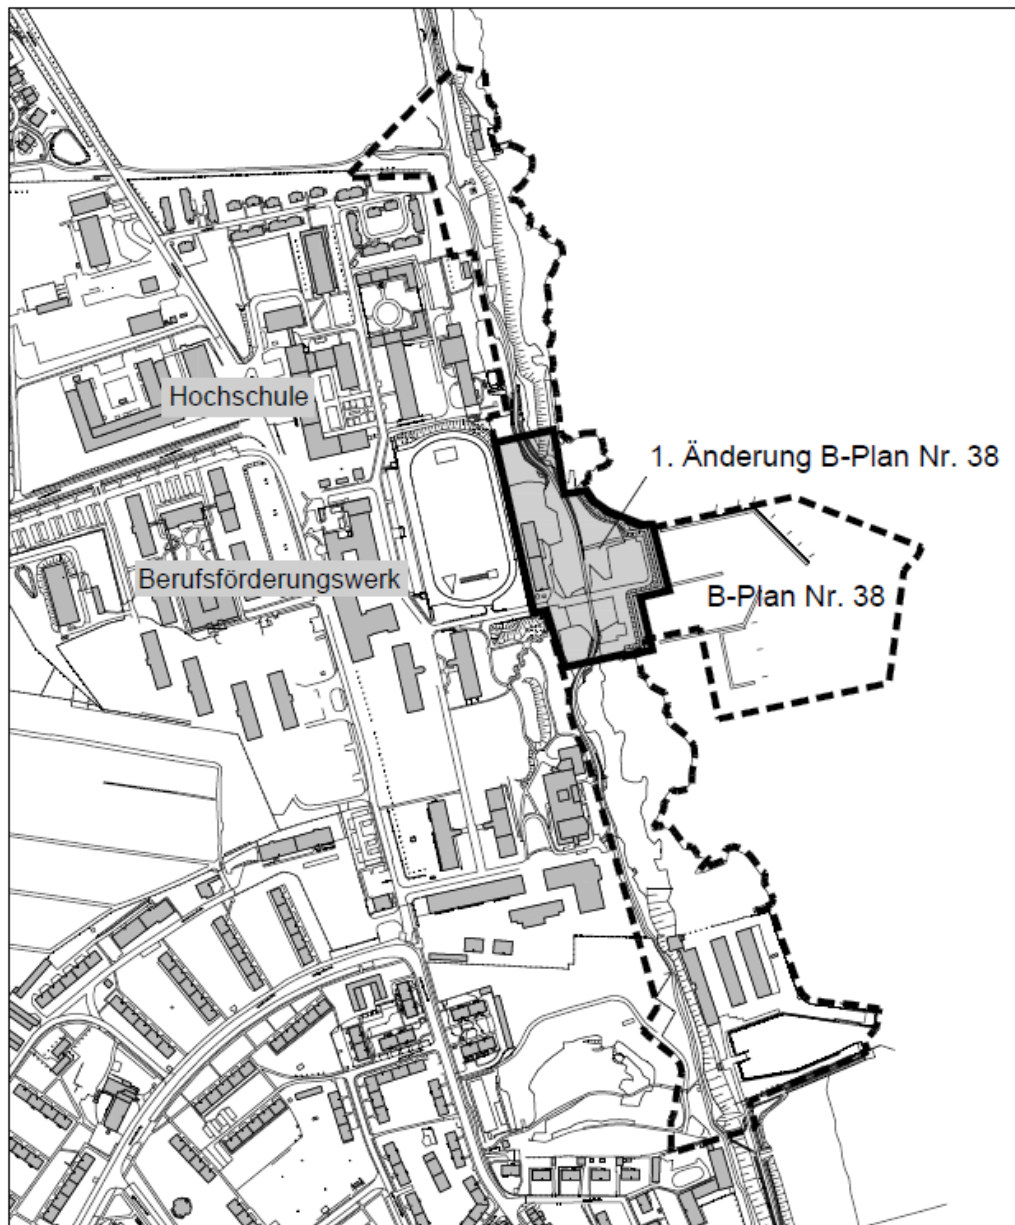 Hochschule
1. Änderung B-Plan Nr. 38
Berufsförderungswerk
B-Plan Nr. 38